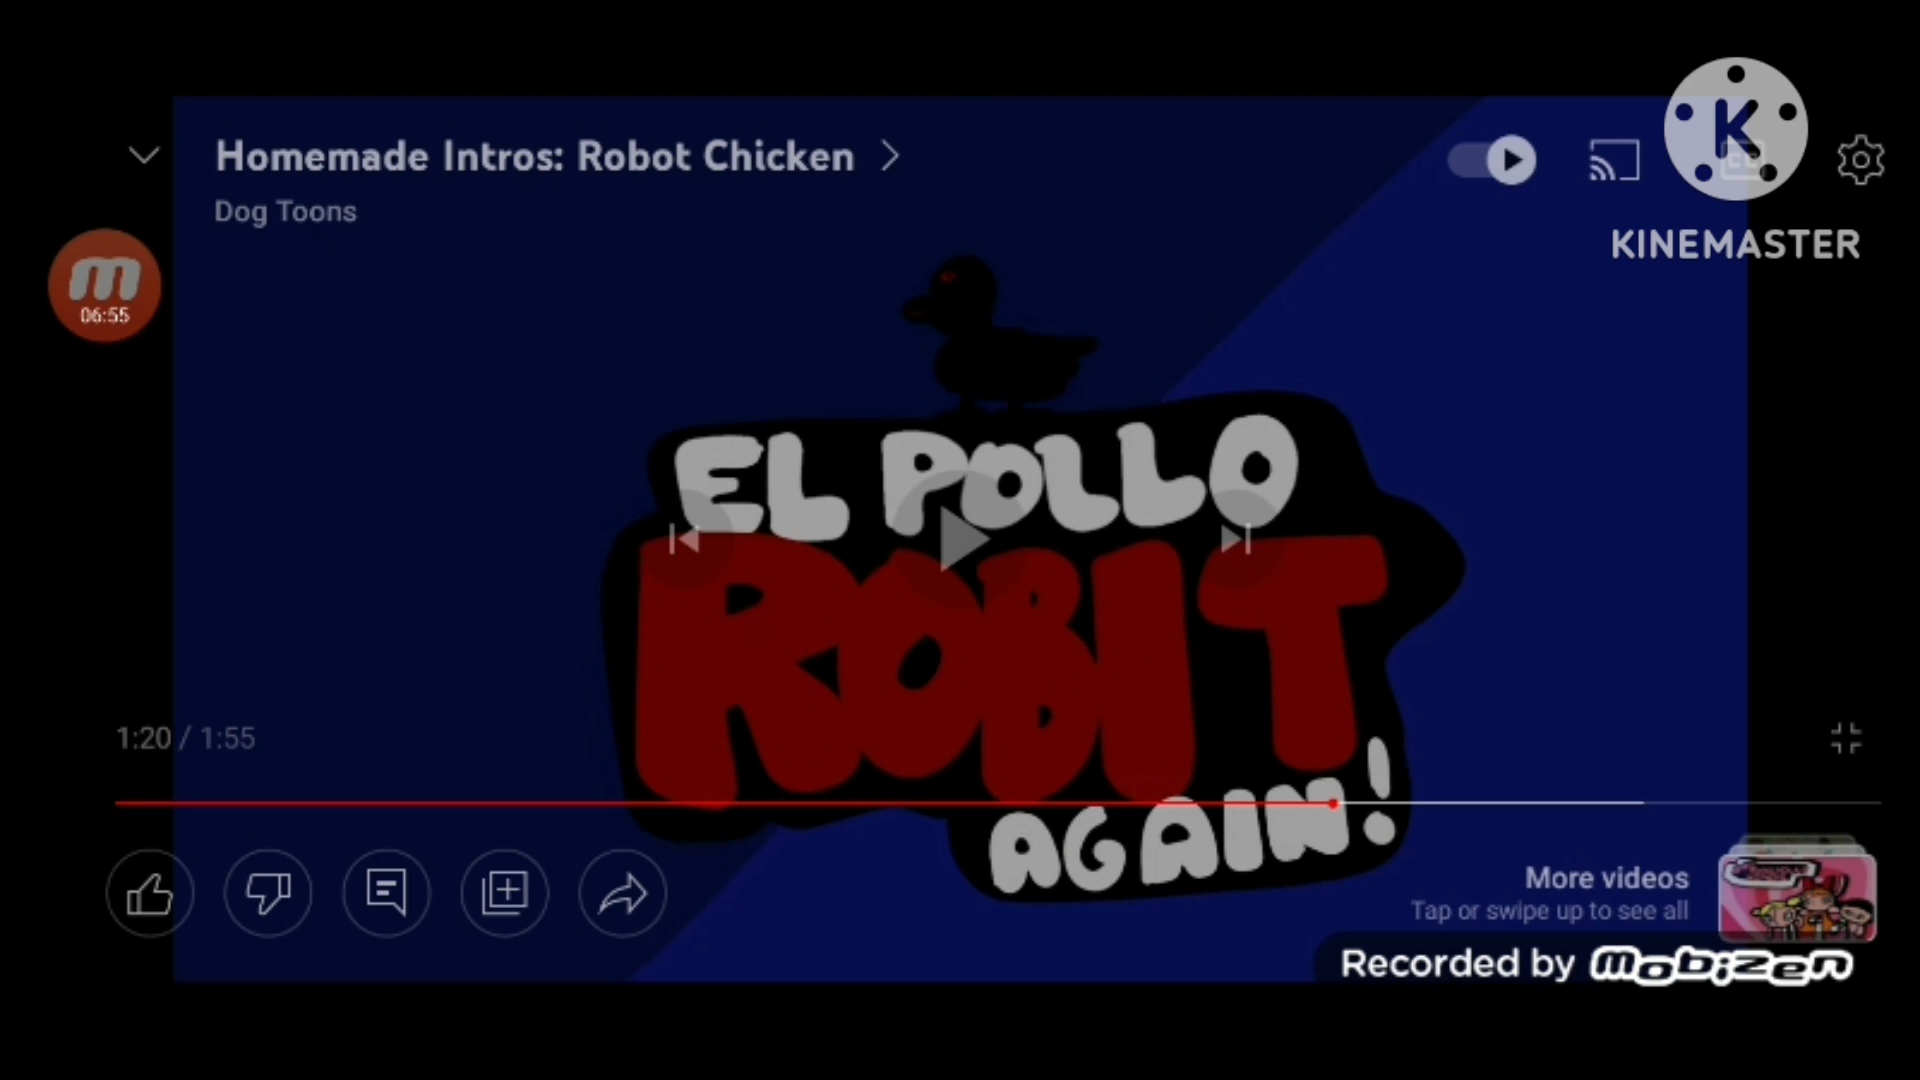 Homemade Intros: Robot Chicken
Dog Toons
K
KINEMASTER
m
06:55
EL POLLO
ROBIT
AGAIN!
1:20 / 1:55
More videos
Tap or swipe up to see all
Recorded by mobizen